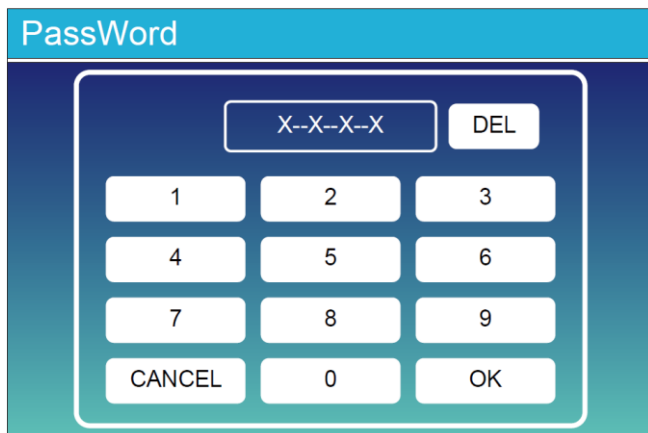 PassWord
X--X--X--X DEL
1 2 3
4 5 6
7 8 9
CANCEL 0 OK